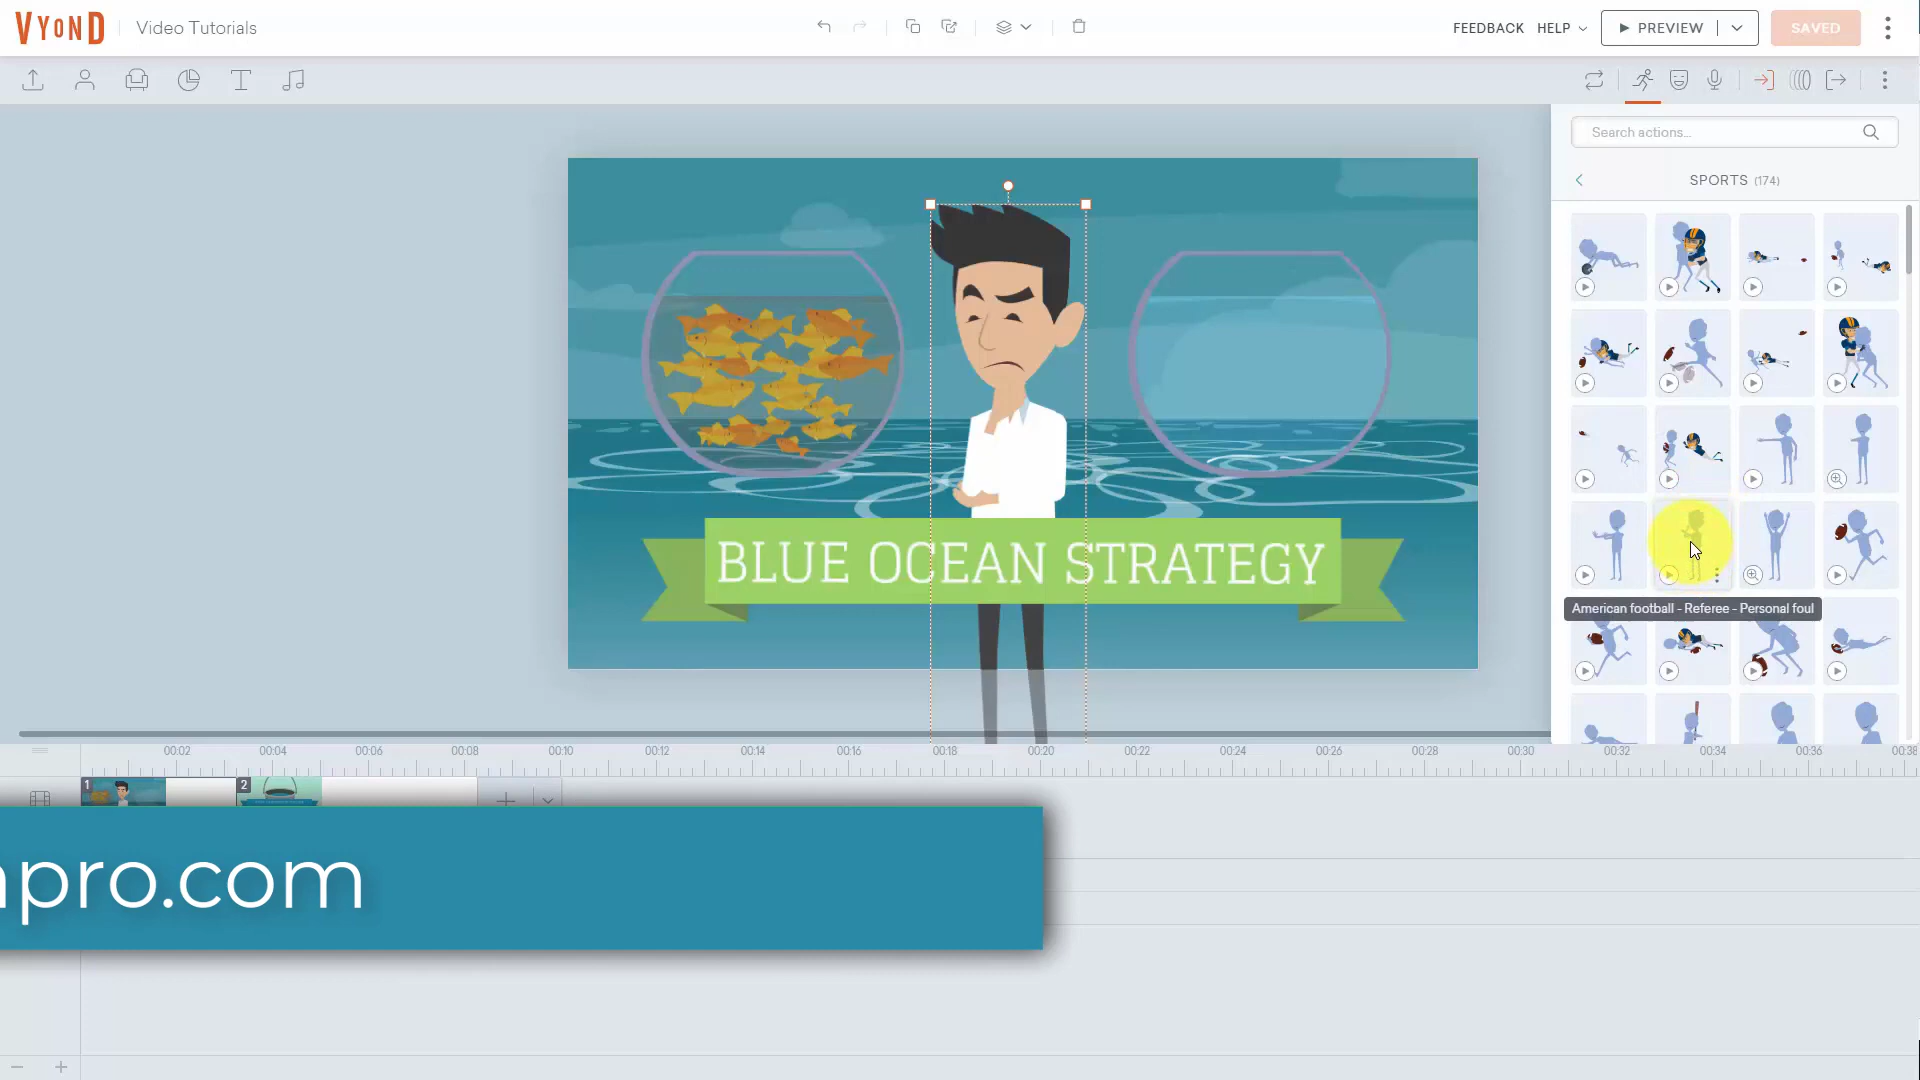 VYOND
Video Tutorials
FEEDBACK
HELP
PREVIEW
SAVED
Search actions...
SPORTS (174)
BLUE OCEAN STRATEGY
American football - Referee - Personal foul
00:02 00:04 00:06 00:08 00:10 00:12 00:14 00:16 00:18 00:20 00:22 00:24 00:26 00:28 00:30 00:32 00:34 00:36 00:38
1
2
pro.com